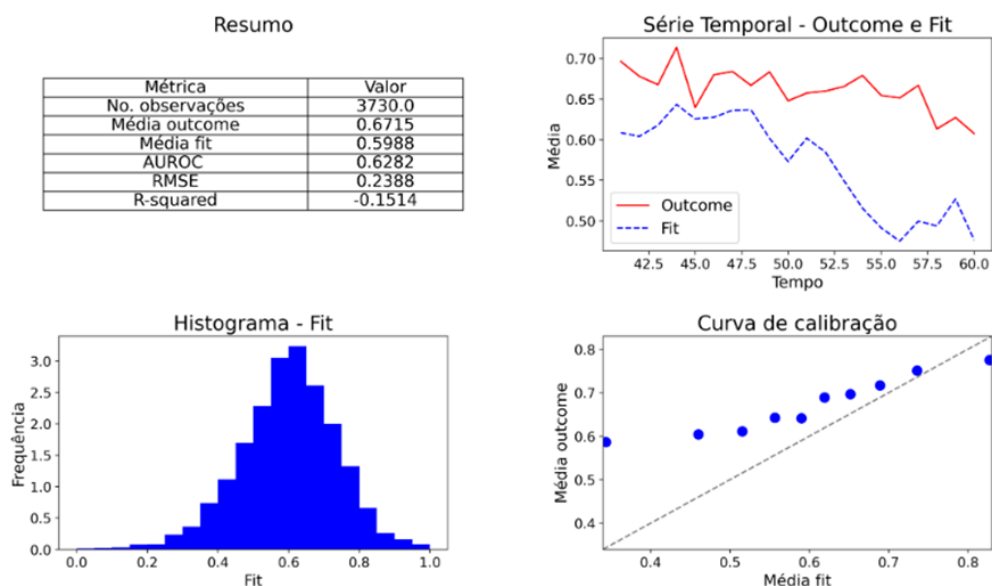 Resumo
Métrica Valor
No. observações 3730.0
Média outcome 0.6715
Média fit 0.5988
AUROC 0.6282
RMSE 0.2388
R-squared -0.1514
Série Temporal - Outcome e Fit
Média
0.70
0.65
0.60
0.55
0.50
Outcome
Fit
42.5 45.0 47.5 50.0 52.5 55.0 57.5 60.0
Tempo
Histograma - Fit
Frequência
3.0
2.5
2.0
1.5
1.0
0.5
0.0
0.0 0.2 0.4 0.6 0.8 1.0
Fit
Curva de calibração
Média outcome
0.8
0.7
0.6
0.5
0.4
0.4 0.5 0.6 0.7 0.8
Média fit